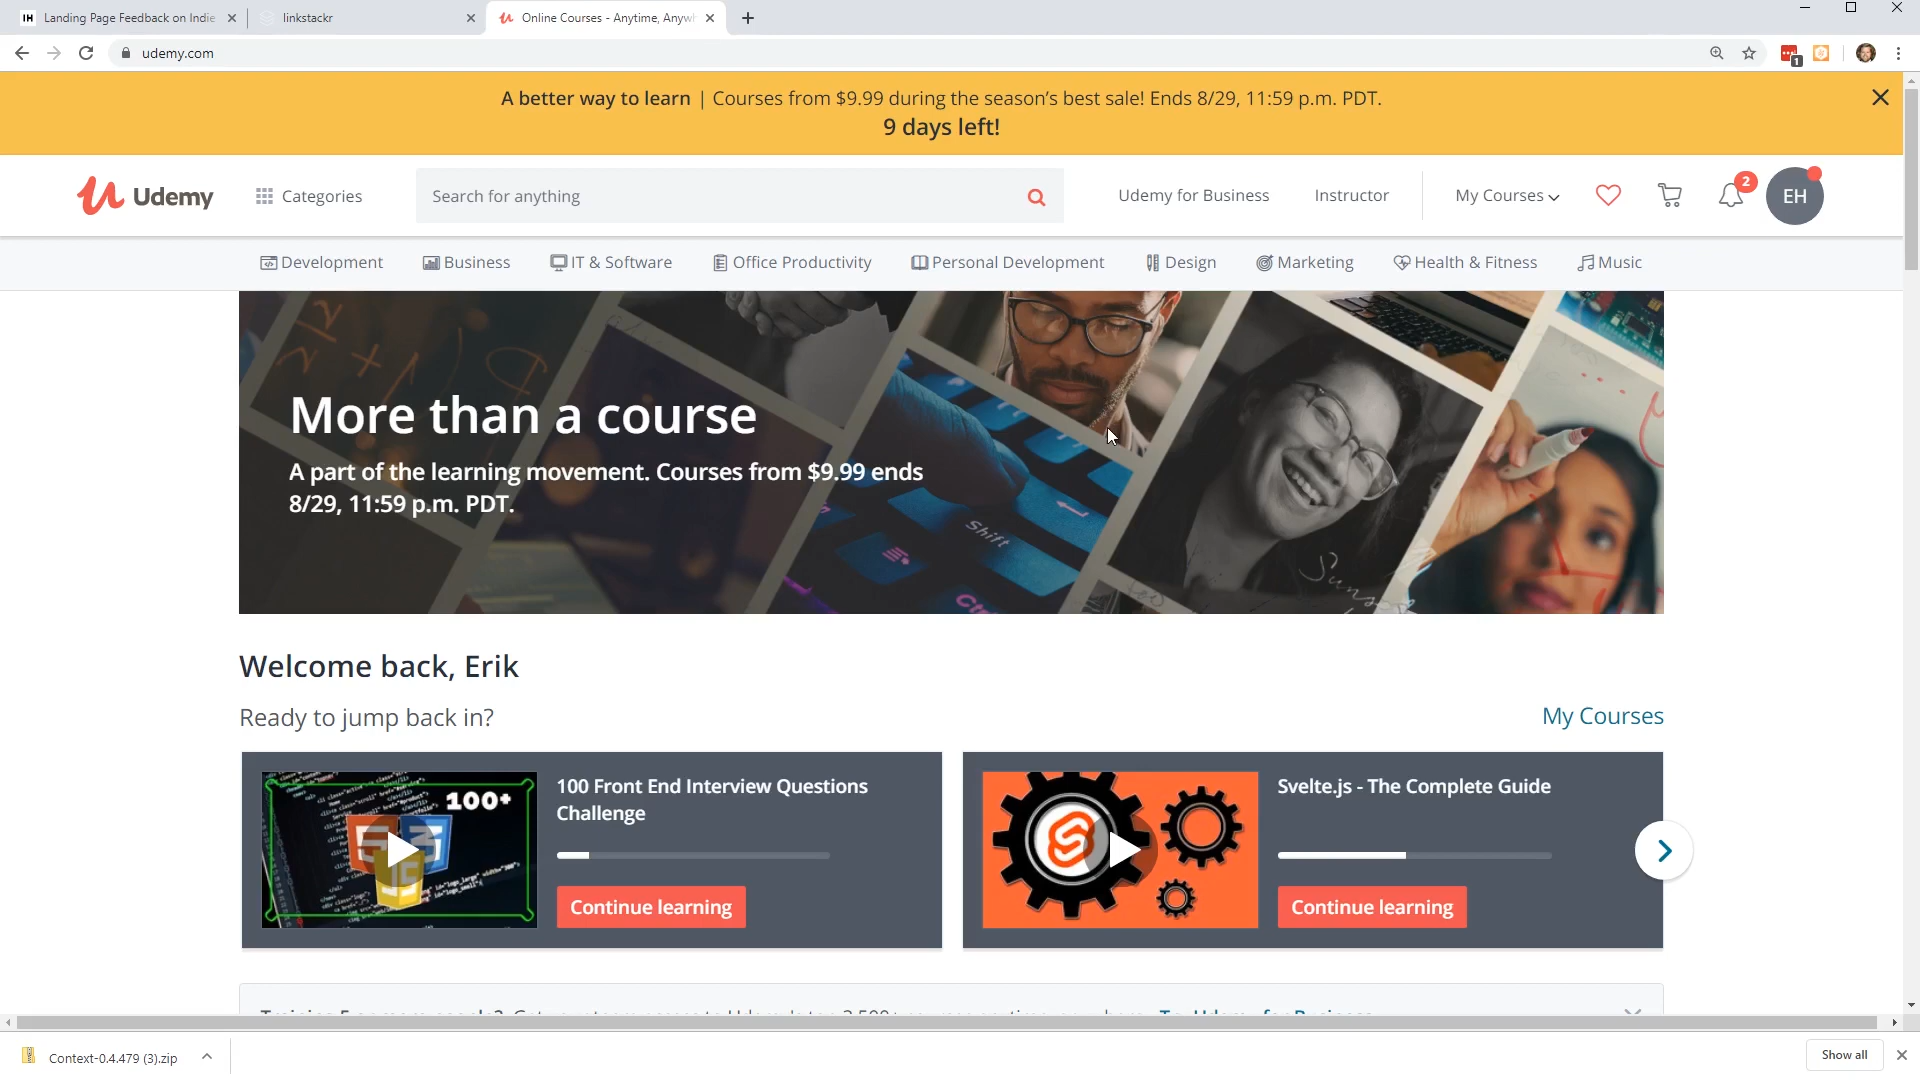 Landing Page Feedback on Indie
linkstackr
Online Courses - Anytime, Anyw
udemy.com
1
A better way to learn | Courses from $9.99 during the season's best sale! Ends 8/29, 11:59 p.m. PDT.
9 days left!
Udemy
Categories
Search for anything
Udemy for Business
Instructor
My Courses
2
EH
Development
Business
IT & Software
Office Productivity
Personal Development
Design
Marketing
Health & Fitness
Music
More than a course
A part of the learning movement. Courses from $9.99 ends
8/29, 11:59 p.m. PDT.
Shift
Ctrl
Welcome back, Erik
Ready to jump back in?
My Courses
100+
100 Front End Interview Questions
Challenge
Continue learning
Svelte.js - The Complete Guide
Continue learning
Context-0.4.479 (3).zip
Show all